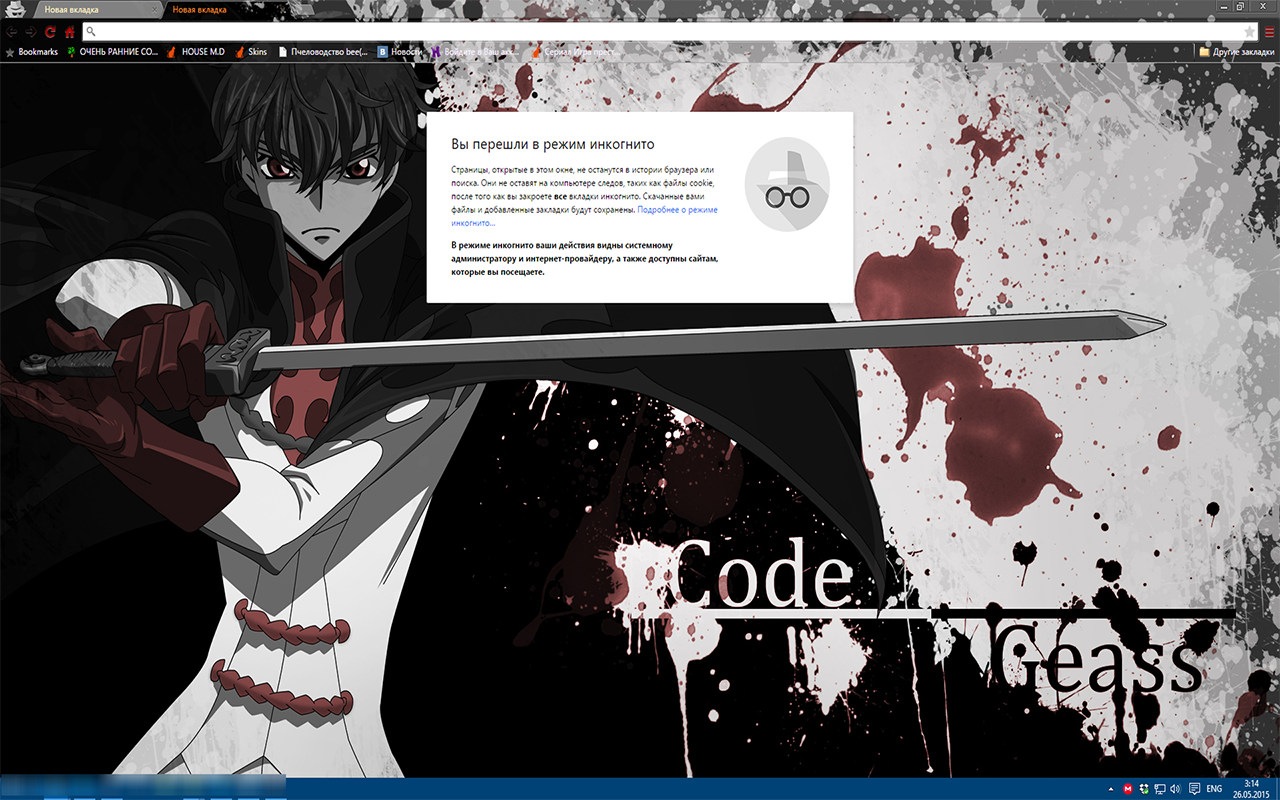 Новая вкладка
Новая вкладка
Bookmarks
ОЧЕНЬ РАННИЕ СО...
HOUSE M.D
Skins
Пчеловодство bee(...
B
Новости
Войдите в Ваш акк...
Сериал Игра прест...
Другие закладки
Вы перешли в режим инкогнито
Страницы, открытые в этом окне, не останутся в истории браузера или
поиска. Они не оставят на компьютере следов, таких как файлы cookie,
после того как вы закроете все вкладки инкогнито. Скачанные вами
файлы и добавленные закладки будут сохранены. Подробнее о режиме
инкогнито...
В режиме инкогнито ваши действия видны системному
администратору и интернет-провайдеру, а также доступны сайтам,
которые вы посещаете.
Code
Geass
M
ENG
3:14
26.05.2015